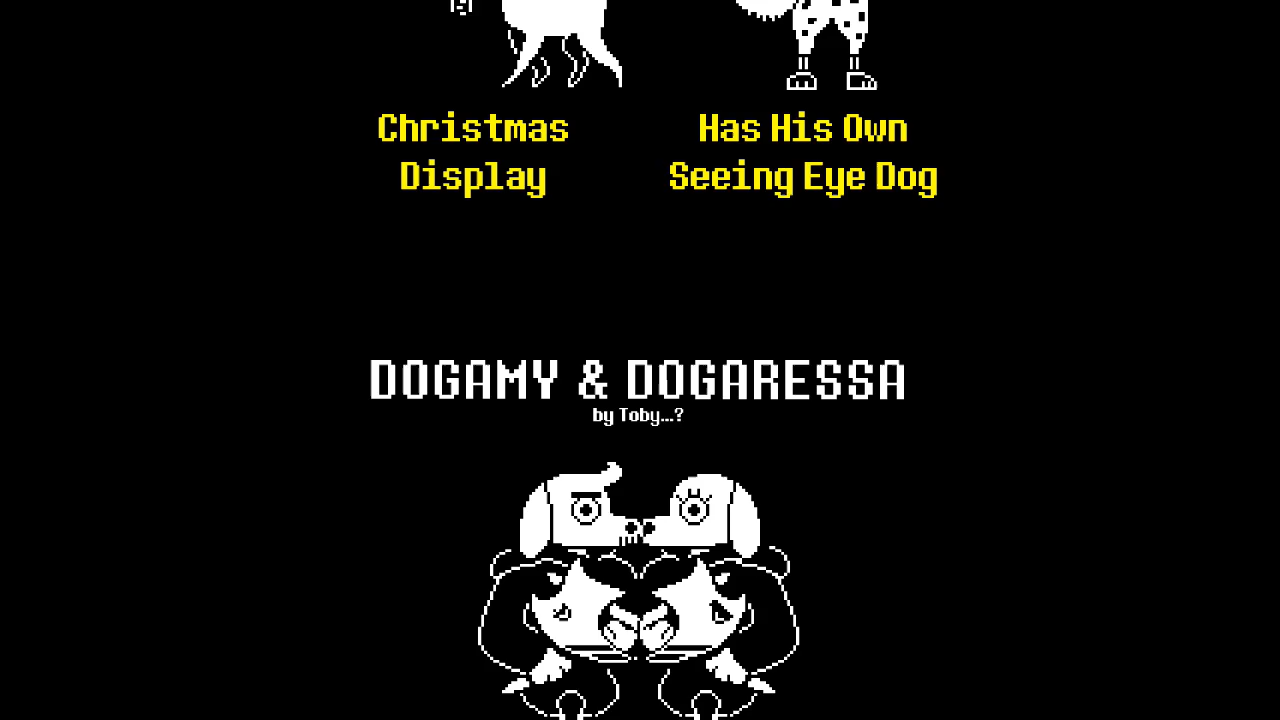 Christmas
Display
Has His Own
Seeing Eye Dog
DOGAMY & DOGARESSA
by Toby...?